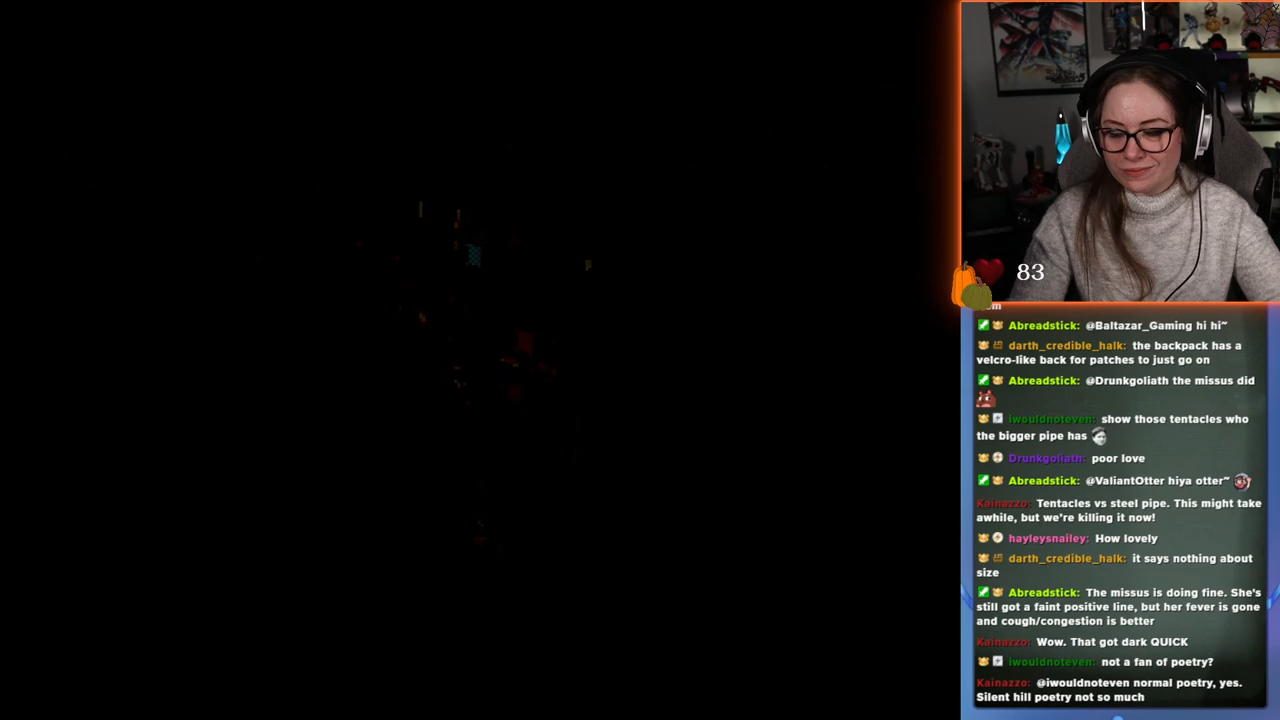 83
Abreadstick: @Baltazar_Gaming hi hi~
darth_credible_halk: the backpack has a
velcro-like back for patches to just go on
Abreadstick: @Drunkgoliath the missus did
iwouldnoteven: show those tentacles who
the bigger pipe has
Drunkgoliath: poor love
Abreadstick: @ValiantOtter hiya otter~
Kainazzo: Tentacles vs steel pipe. This might take
awhile, but we're killing it now!
hayleysnailey: How lovely
darth_credible_halk: it says nothing about
size
Abreadstick: The missus is doing fine. She's
still got a faint positive line, but her fever is gone
and cough/congestion is better
Kainazzo: Wow. That got dark QUICK
iwouldnoteven: not a fan of poetry?
Kainazzo: @iwouldnoteven normal poetry, yes.
Silent hill poetry not so much